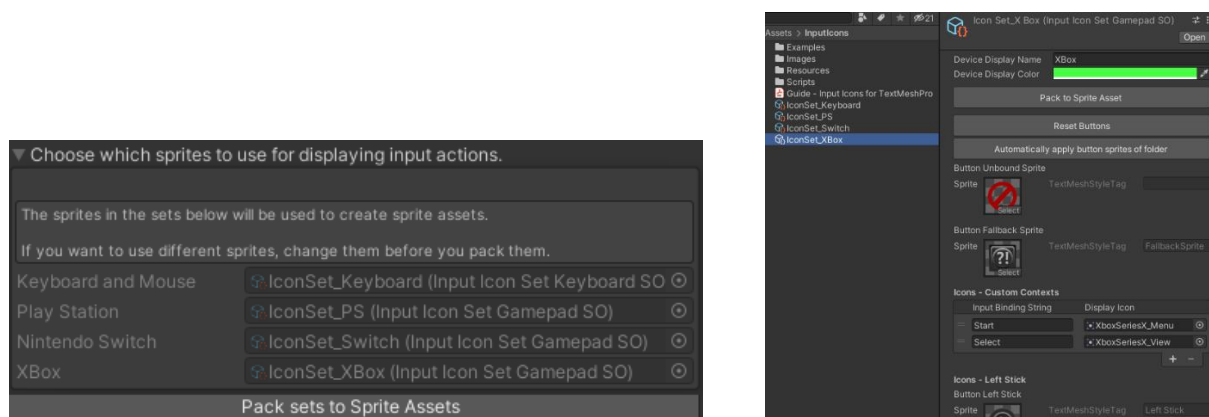 Choose which sprites to use for displaying input actions.
The sprites in the sets below will be used to create sprite assets.
If you want to use different sprites, change them before you pack them.
Keyboard and Mouse IconSet_Keyboard (Input Icon Set Keyboard SO
Play Station IconSet_PS (Input Icon Set Gamepad SO)
Nintendo Switch IconSet_Switch (Input Icon Set Gamepad SO)
XBox IconSet_XBox (Input Icon Set Gamepad SO)
Pack sets to Sprite Assets
21
Assets > InputIcons
Examples
Images
Resources
Scripts
Guide - Input Icons for TextMeshPro
IconSet_Keyboard
IconSet_PS
IconSet_Switch
IconSet_XBox
Icon Set_X Box (Input Icon Set Gamepad SO)
Open
Device Display Name XBox
Device Display Color
Pack to Sprite Asset
Reset Buttons
Automatically apply button sprites of folder
Button Unbound Sprite
Sprite TextMeshStyleTag
Select
Button Fallback Sprite
Sprite ?! TextMeshStyleTag FallbackSprite
Select
Icons - Custom Contexts
Input Binding String Display Icon
Start XboxSeriesX_Menu
Select XboxSeriesX_View
+ -
Icons - Left Stick
Button Left Stick
Sprite TextMeshStyleTag Left Stick